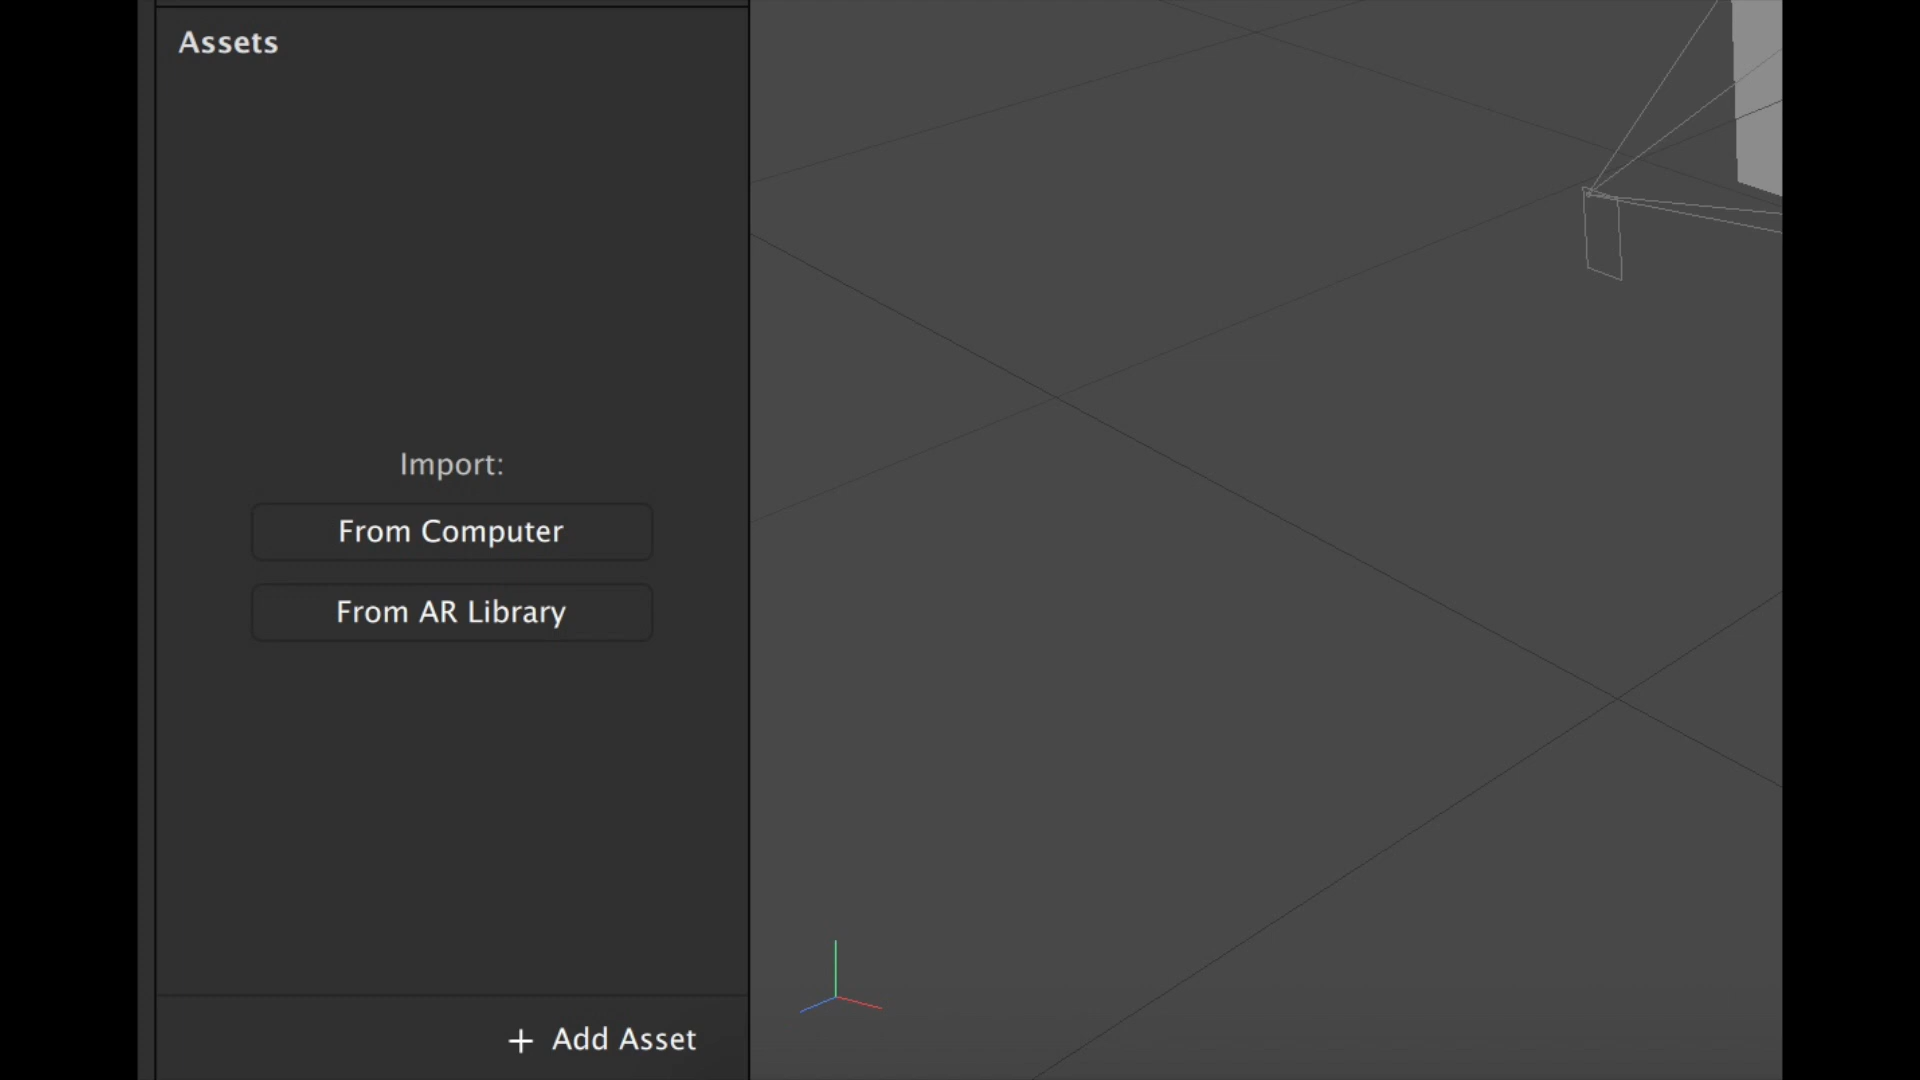 Assets
Import:
From Computer
From AR Library
+ Add Asset